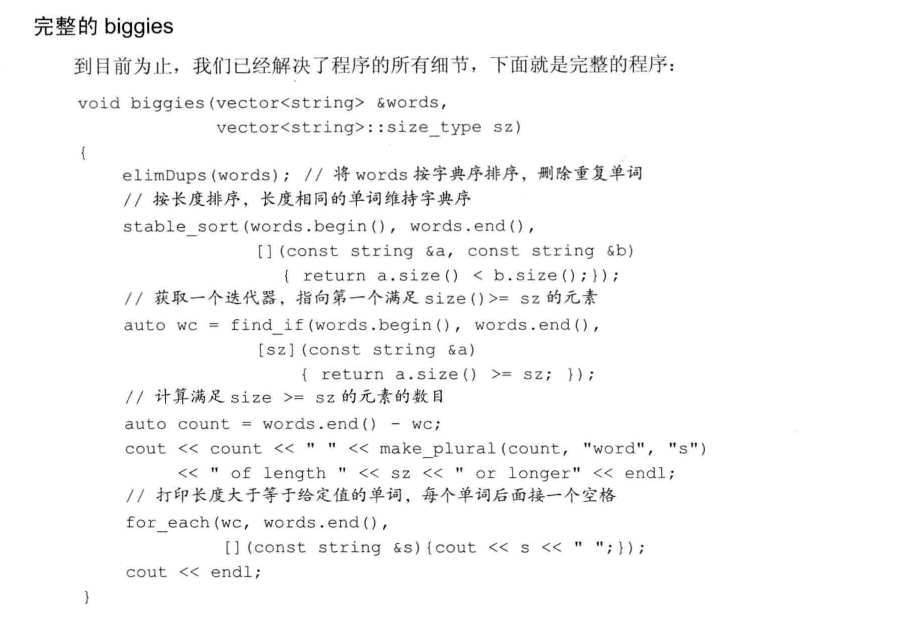 完整的 biggies
到目前为止，我们已经解决了程序的所有细节，下面就是完整的程序：
void biggies(vector<string> &words,
             vector<string>::size_type sz)
{
    elimDups(words); // 将 words 按字典序排序，删除重复单词
    // 按长度排序，长度相同的单词维持字典序
    stable_sort(words.begin(), words.end(),
                [](const string &a, const string &b)
                  { return a.size() < b.size();});
    // 获取一个迭代器，指向第一个满足 size()>= sz 的元素
    auto wc = find_if(words.begin(), words.end(),
                [sz](const string &a)
                    { return a.size() >= sz; });
    // 计算满足 size >= sz 的元素的数目
    auto count = words.end() - wc;
    cout << count << " " << make_plural(count, "word", "s")
         << " of length " << sz << " or longer" << endl;
    // 打印长度大于等于给定值的单词，每个单词后面接一个空格
    for_each(wc, words.end(),
             [](const string &s){cout << s << " ";});
    cout << endl;
}